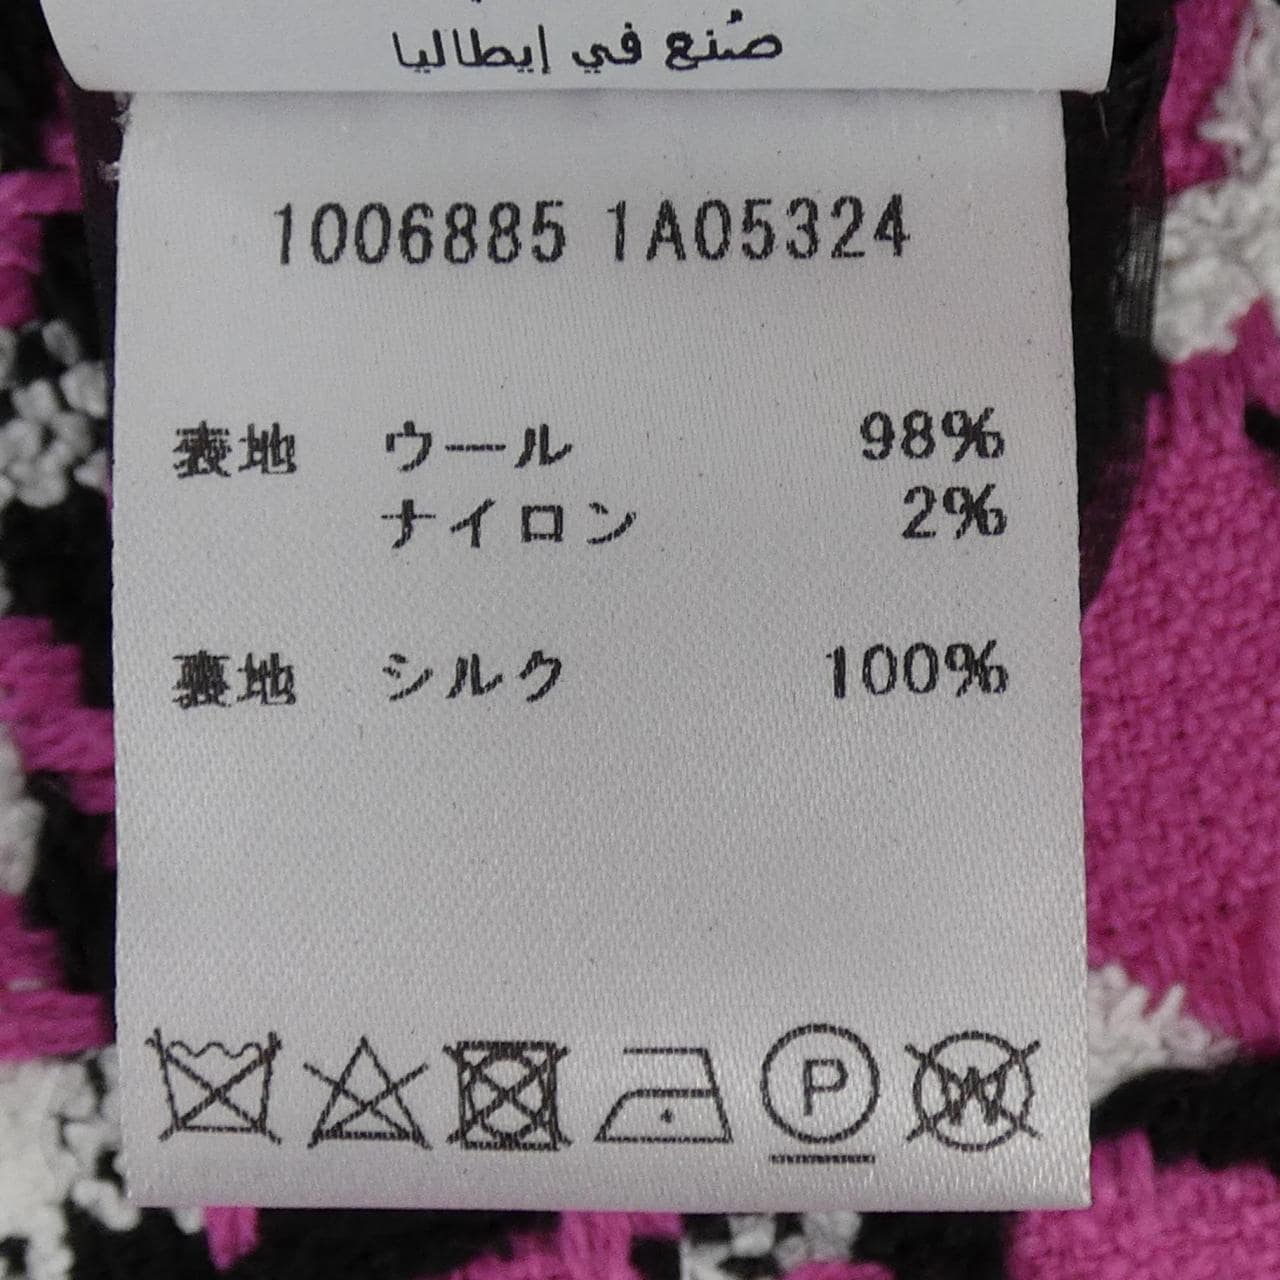 صُنع في إيطاليا
1006885 1A05324
表地 ウール 98%
ナイロン 2%
裏地 シルク 100%
P W